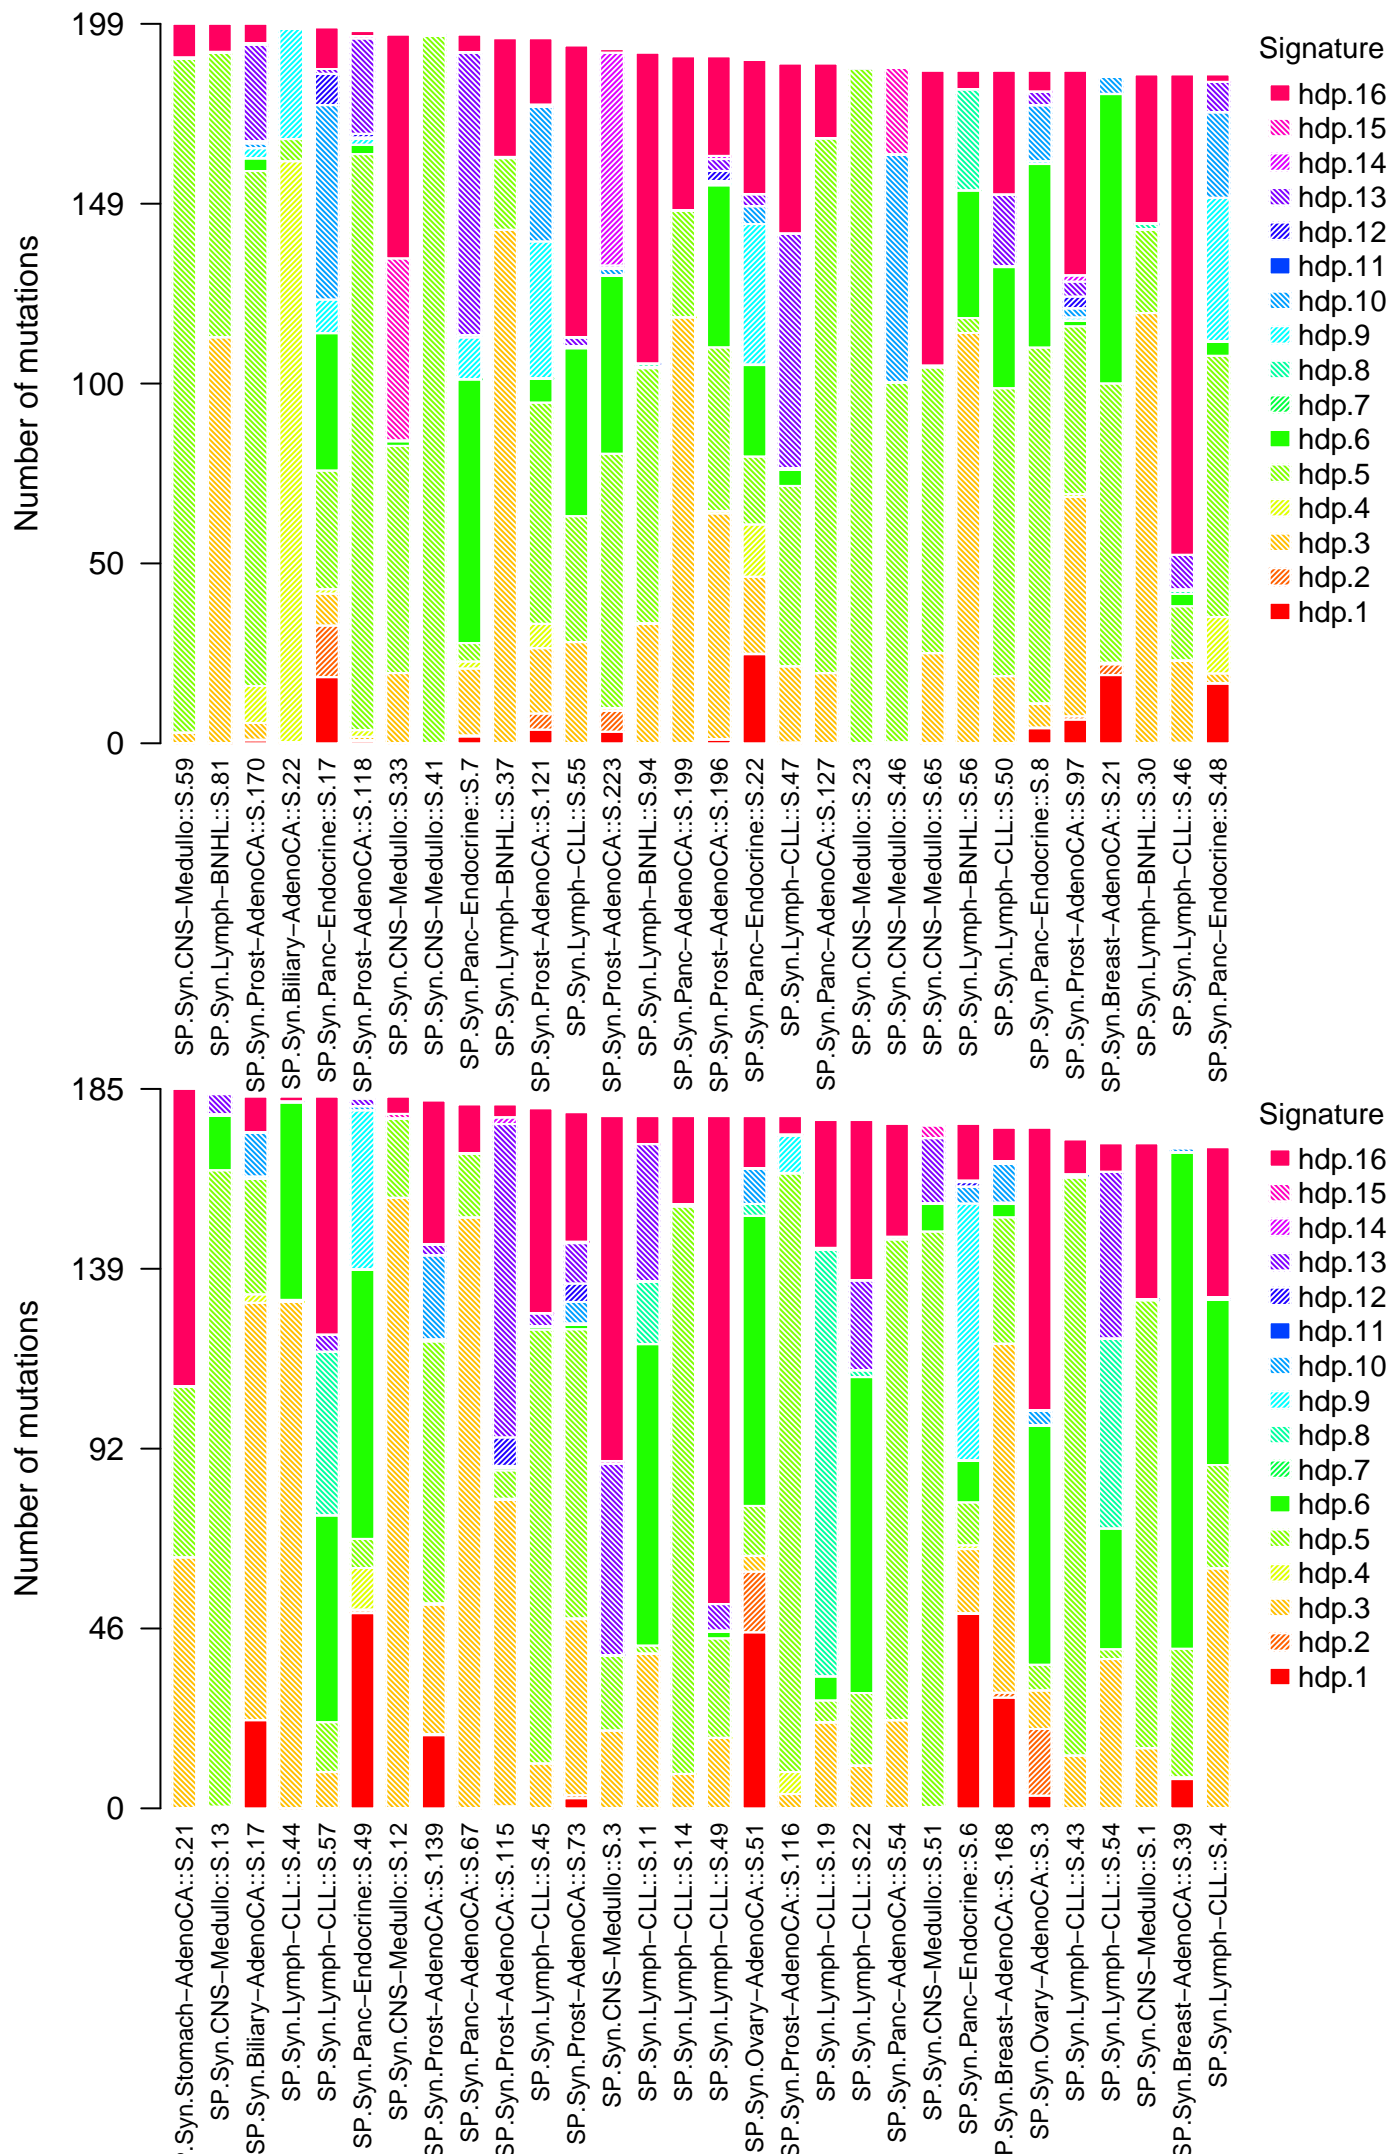 Number of mutations
199
149
100
50
0
SP.Syn.CNS−Medullo::S.59
SP.Syn.Lymph−BNHL::S.81
SP.Syn.Prost−AdenoCA::S.170
SP.Syn.Biliary−AdenoCA::S.22
SP.Syn.Panc−Endocrine::S.17
SP.Syn.Prost−AdenoCA::S.118
SP.Syn.CNS−Medullo::S.33
SP.Syn.CNS−Medullo::S.41
SP.Syn.Panc−Endocrine::S.7
SP.Syn.Lymph−BNHL::S.37
SP.Syn.Prost−AdenoCA::S.121
SP.Syn.Lymph−CLL::S.55
SP.Syn.Prost−AdenoCA::S.223
SP.Syn.Lymph−BNHL::S.94
SP.Syn.Panc−AdenoCA::S.199
SP.Syn.Prost−AdenoCA::S.196
SP.Syn.Panc−Endocrine::S.22
SP.Syn.Lymph−CLL::S.47
SP.Syn.Panc−AdenoCA::S.127
SP.Syn.CNS−Medullo::S.23
SP.Syn.CNS−Medullo::S.46
SP.Syn.CNS−Medullo::S.65
SP.Syn.Lymph−BNHL::S.56
SP.Syn.Lymph−CLL::S.50
SP.Syn.Panc−Endocrine::S.8
SP.Syn.Prost−AdenoCA::S.97
SP.Syn.Breast−AdenoCA::S.21
SP.Syn.Lymph−BNHL::S.30
SP.Syn.Lymph−CLL::S.46
SP.Syn.Panc−Endocrine::S.48
Signature
hdp.16
hdp.15
hdp.14
hdp.13
hdp.12
hdp.11
hdp.10
hdp.9
hdp.8
hdp.7
hdp.6
hdp.5
hdp.4
hdp.3
hdp.2
hdp.1
Number of mutations
185
139
92
46
0
P.Syn.Stomach−AdenoCA::S.21
SP.Syn.CNS−Medullo::S.13
SP.Syn.Biliary−AdenoCA::S.17
SP.Syn.Lymph−CLL::S.44
SP.Syn.Lymph−CLL::S.57
SP.Syn.Panc−Endocrine::S.49
SP.Syn.CNS−Medullo::S.12
SP.Syn.Prost−AdenoCA::S.139
SP.Syn.Panc−AdenoCA::S.67
SP.Syn.Prost−AdenoCA::S.115
SP.Syn.Lymph−CLL::S.45
SP.Syn.Prost−AdenoCA::S.73
SP.Syn.CNS−Medullo::S.3
SP.Syn.Lymph−CLL::S.11
SP.Syn.Lymph−CLL::S.14
SP.Syn.Lymph−CLL::S.49
SP.Syn.Ovary−AdenoCA::S.51
SP.Syn.Prost−AdenoCA::S.116
SP.Syn.Lymph−CLL::S.19
SP.Syn.Lymph−CLL::S.22
SP.Syn.Panc−AdenoCA::S.54
SP.Syn.CNS−Medullo::S.51
SP.Syn.Panc−Endocrine::S.6
SP.Syn.Breast−AdenoCA::S.168
SP.Syn.Ovary−AdenoCA::S.3
SP.Syn.Lymph−CLL::S.43
SP.Syn.Lymph−CLL::S.54
SP.Syn.CNS−Medullo::S.1
SP.Syn.Breast−AdenoCA::S.39
SP.Syn.Lymph−CLL::S.4
Signature
hdp.16
hdp.15
hdp.14
hdp.13
hdp.12
hdp.11
hdp.10
hdp.9
hdp.8
hdp.7
hdp.6
hdp.5
hdp.4
hdp.3
hdp.2
hdp.1